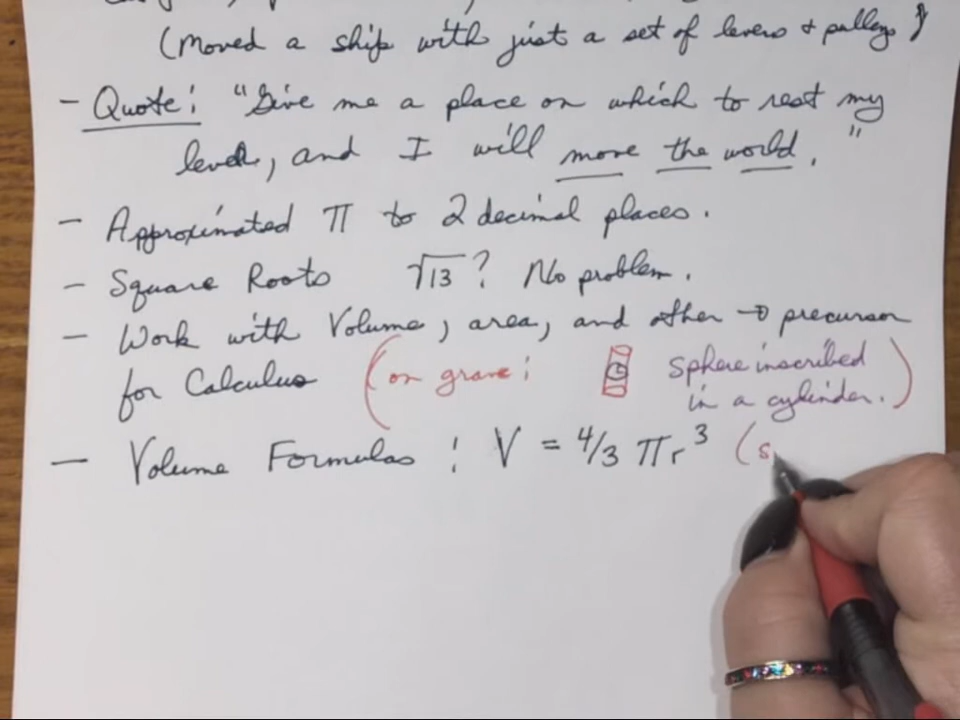 (Moved a ship with just a set of levers + pulleys)
- Quote: "Give me a place on which to rest my
lever, and I will move the world."
- Approximated π to 2 decimal places.
- Square Roots √13? No problem.
- Work with Volume, area, and other → precursor
for Calculus (on grave: sphere inscribed
in a cylinder.)
- Volume Formulas: V = 4/3 πr³ (s